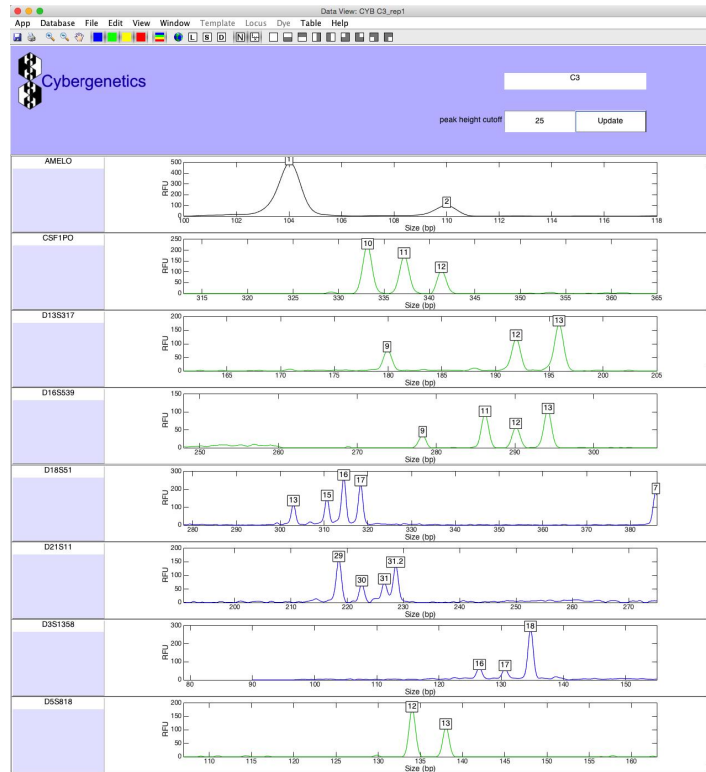 Data View: CYB C3_rep1
App Database File Edit View Window Template Locus Dye Table Help
L S D N
Cybergenetics
C3
peak height cutoff 25 Update
AMELO
500
400
300
200
100
0
RFU
1
2
100 102 104 106 108 110 112 114 116 118
Size (bp)
CSF1PO
250
200
150
100
50
0
RFU
10
11
12
315 320 325 330 335 340 345 350 355 360 365
Size (bp)
D13S317
200
150
100
50
0
RFU
9
12
13
165 170 175 180 185 190 195 200 205
Size (bp)
D16S539
150
100
50
0
RFU
9
11
12
13
250 260 270 280 290 300
Size (bp)
D18S51
300
200
100
0
RFU
13
15
16
17
7
280 290 300 310 320 330 340 350 360 370 380
Size (bp)
D21S11
200
150
100
50
0
RFU
29
30
31
31.2
200 210 220 230 240 250 260 270
Size (bp)
D3S1358
300
200
100
0
RFU
16
17
18
80 90 100 110 120 130 140 150
Size (bp)
D5S818
200
150
100
50
0
RFU
12
13
110 115 120 125 130 135 140 145 150 155 160
Size (bp)